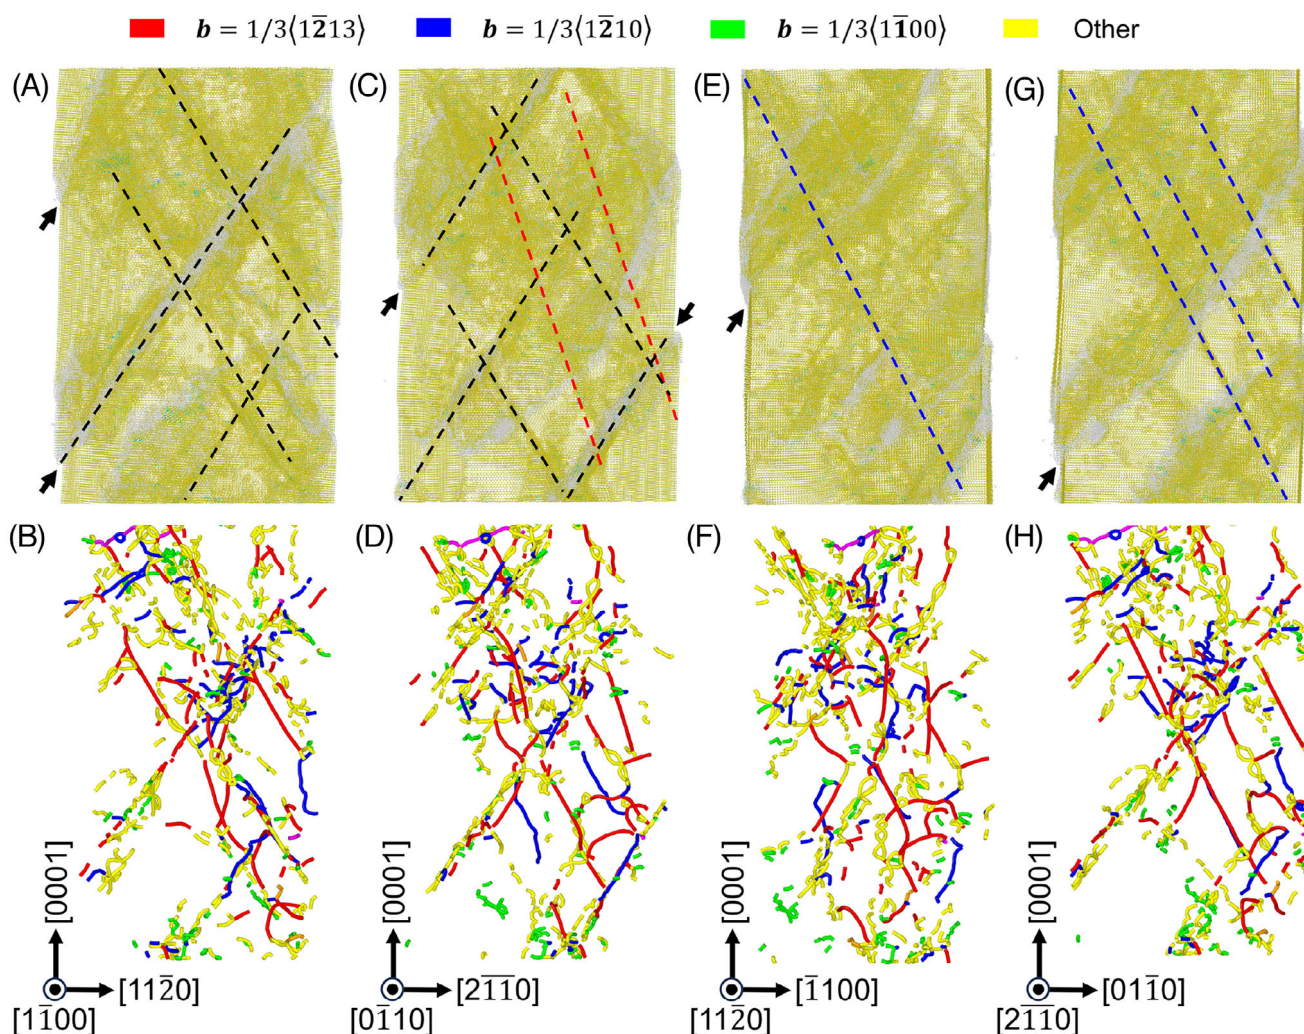 b = 1/3⟨12̅13⟩ b = 1/3⟨12̅10⟩ b = 1/3⟨11̅00⟩ Other
(A) (C) (E) (G)
(B) (D) (F) (H)
[0001] [0001] [0001] [0001]
[112̅0] [21̅1̅0] [1̅100] [011̅0]
[11̅00] [01̅10] [112̅0] [21̅1̅0]